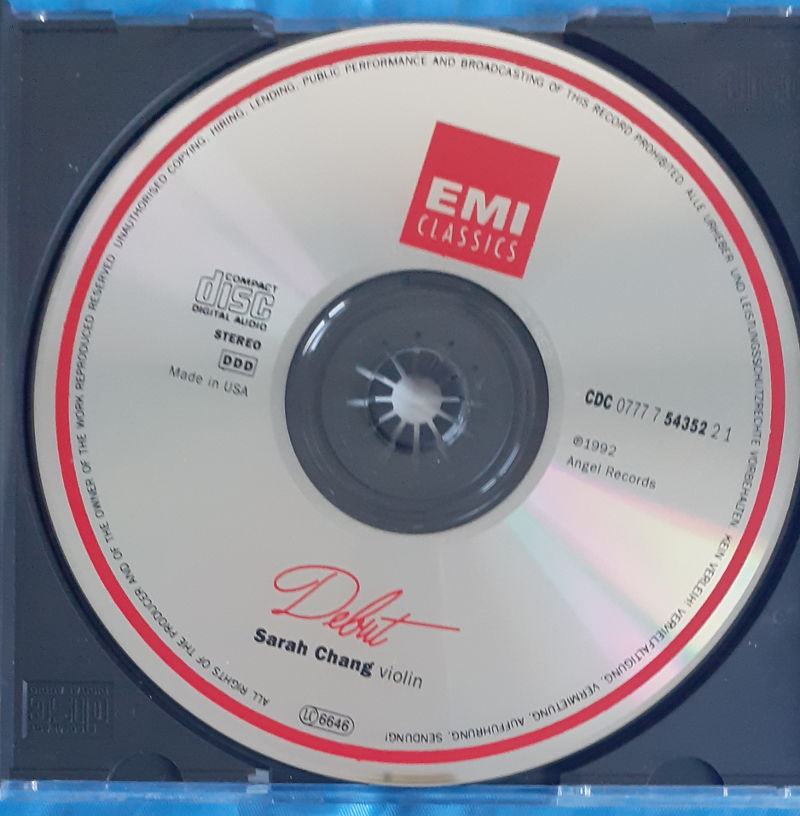 EMI
CLASSICS
COMPACT
disc
DIGITAL AUDIO
STEREO
DDD
Made in USA
CDC 0777 7 54352 2 1
℗1992
Angel Records
Debut
Sarah Chang violin
LC 6646
ALL RIGHTS OF THE PRODUCER AND OF THE OWNER OF THE WORK REPRODUCED RESERVED. UNAUTHORISED COPYING, HIRING, LENDING, PUBLIC PERFORMANCE AND BROADCASTING OF THIS RECORD PROHIBITED. ALLE URHEBER- UND LEISTUNGSSCHUTZRECHTE VORBEHALTEN. KEIN VERLEIH! VERVIELFÄLTIGUNG, VERMIETUNG, AUFFÜHRUNG, SENDUNG!